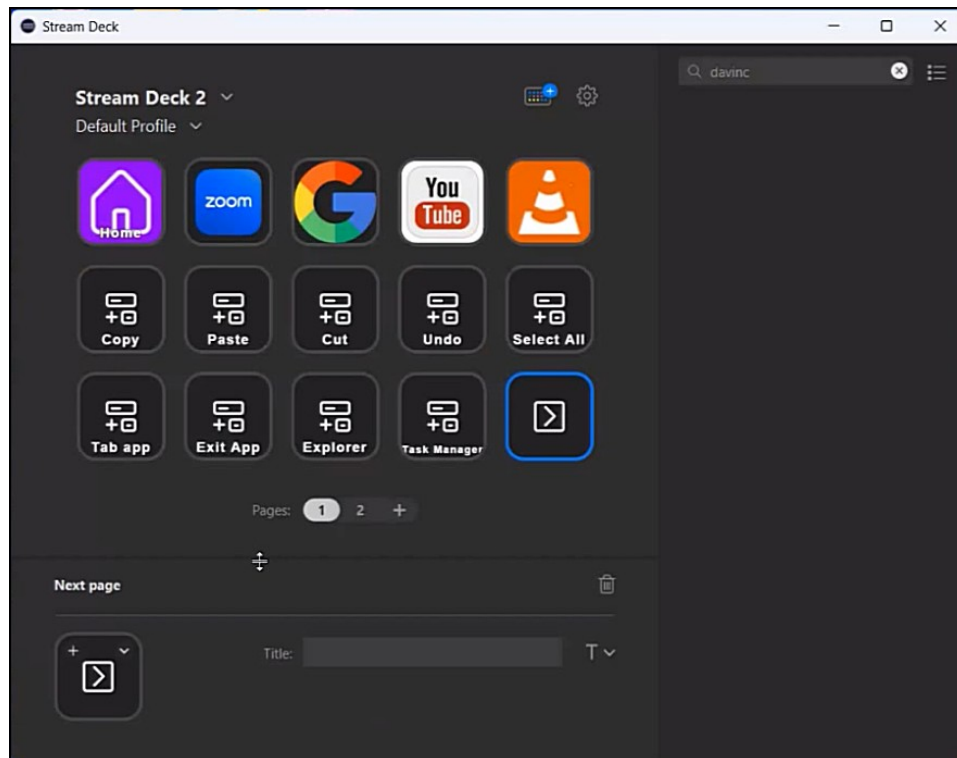 Stream Deck
davinc
Stream Deck 2
Default Profile
Home
zoom
You
Tube
Copy
Paste
Cut
Undo
Select All
Tab app
Exit App
Explorer
Task Manager
Pages: 1 2 +
Next page
Title:
T